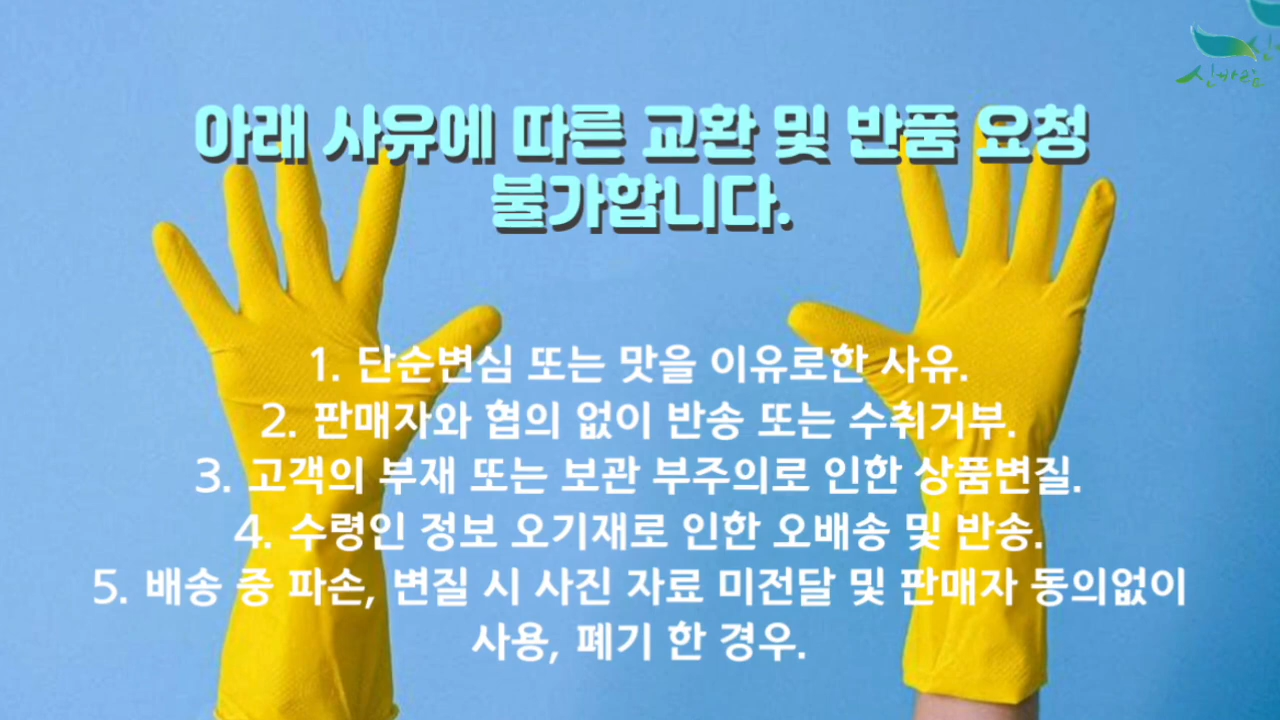 신바람
아래 사유에 따른 교환 및 반품 요청
불가합니다.
1. 단순변심 또는 맛을 이유로한 사유.
2. 판매자와 협의 없이 반송 또는 수취거부.
3. 고객의 부재 또는 보관 부주의로 인한 상품변질.
4. 수령인 정보 오기재로 인한 오배송 및 반송.
5. 배송 중 파손, 변질 시 사진 자료 미전달 및 판매자 동의없이
사용, 폐기 한 경우.